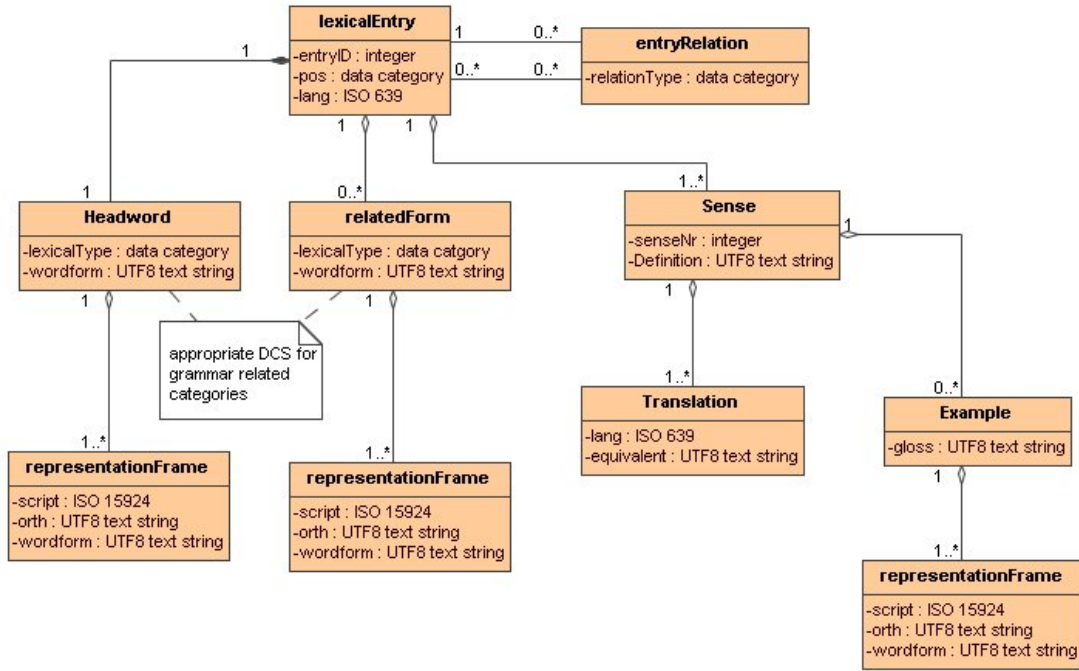 lexicalEntry
-entryID : integer
-pos : data category
-lang : ISO 639
1
1
0..*
0..*
0..*
entryRelation
-relationType : data category
1
1
1
0..*
1..*
Headword
-lexicalType : data category
-wordform : UTF8 text string
relatedForm
-lexicalType : data catgory
-wordform : UTF8 text string
Sense
-senseNr : integer
-Definition : UTF8 text string
1
1
1
1
appropriate DCS for
grammar related
categories
1..*
1..*
1..*
0..*
Translation
-lang : ISO 639
-equivalent : UTF8 text string
Example
-gloss : UTF8 text string
1
representationFrame
-script : ISO 15924
-orth : UTF8 text string
-wordform : UTF8 text string
representationFrame
-script : ISO 15924
-orth : UTF8 text string
-wordform : UTF8 text string
1..*
representationFrame
-script : ISO 15924
-orth : UTF8 text string
-wordform : UTF8 text string